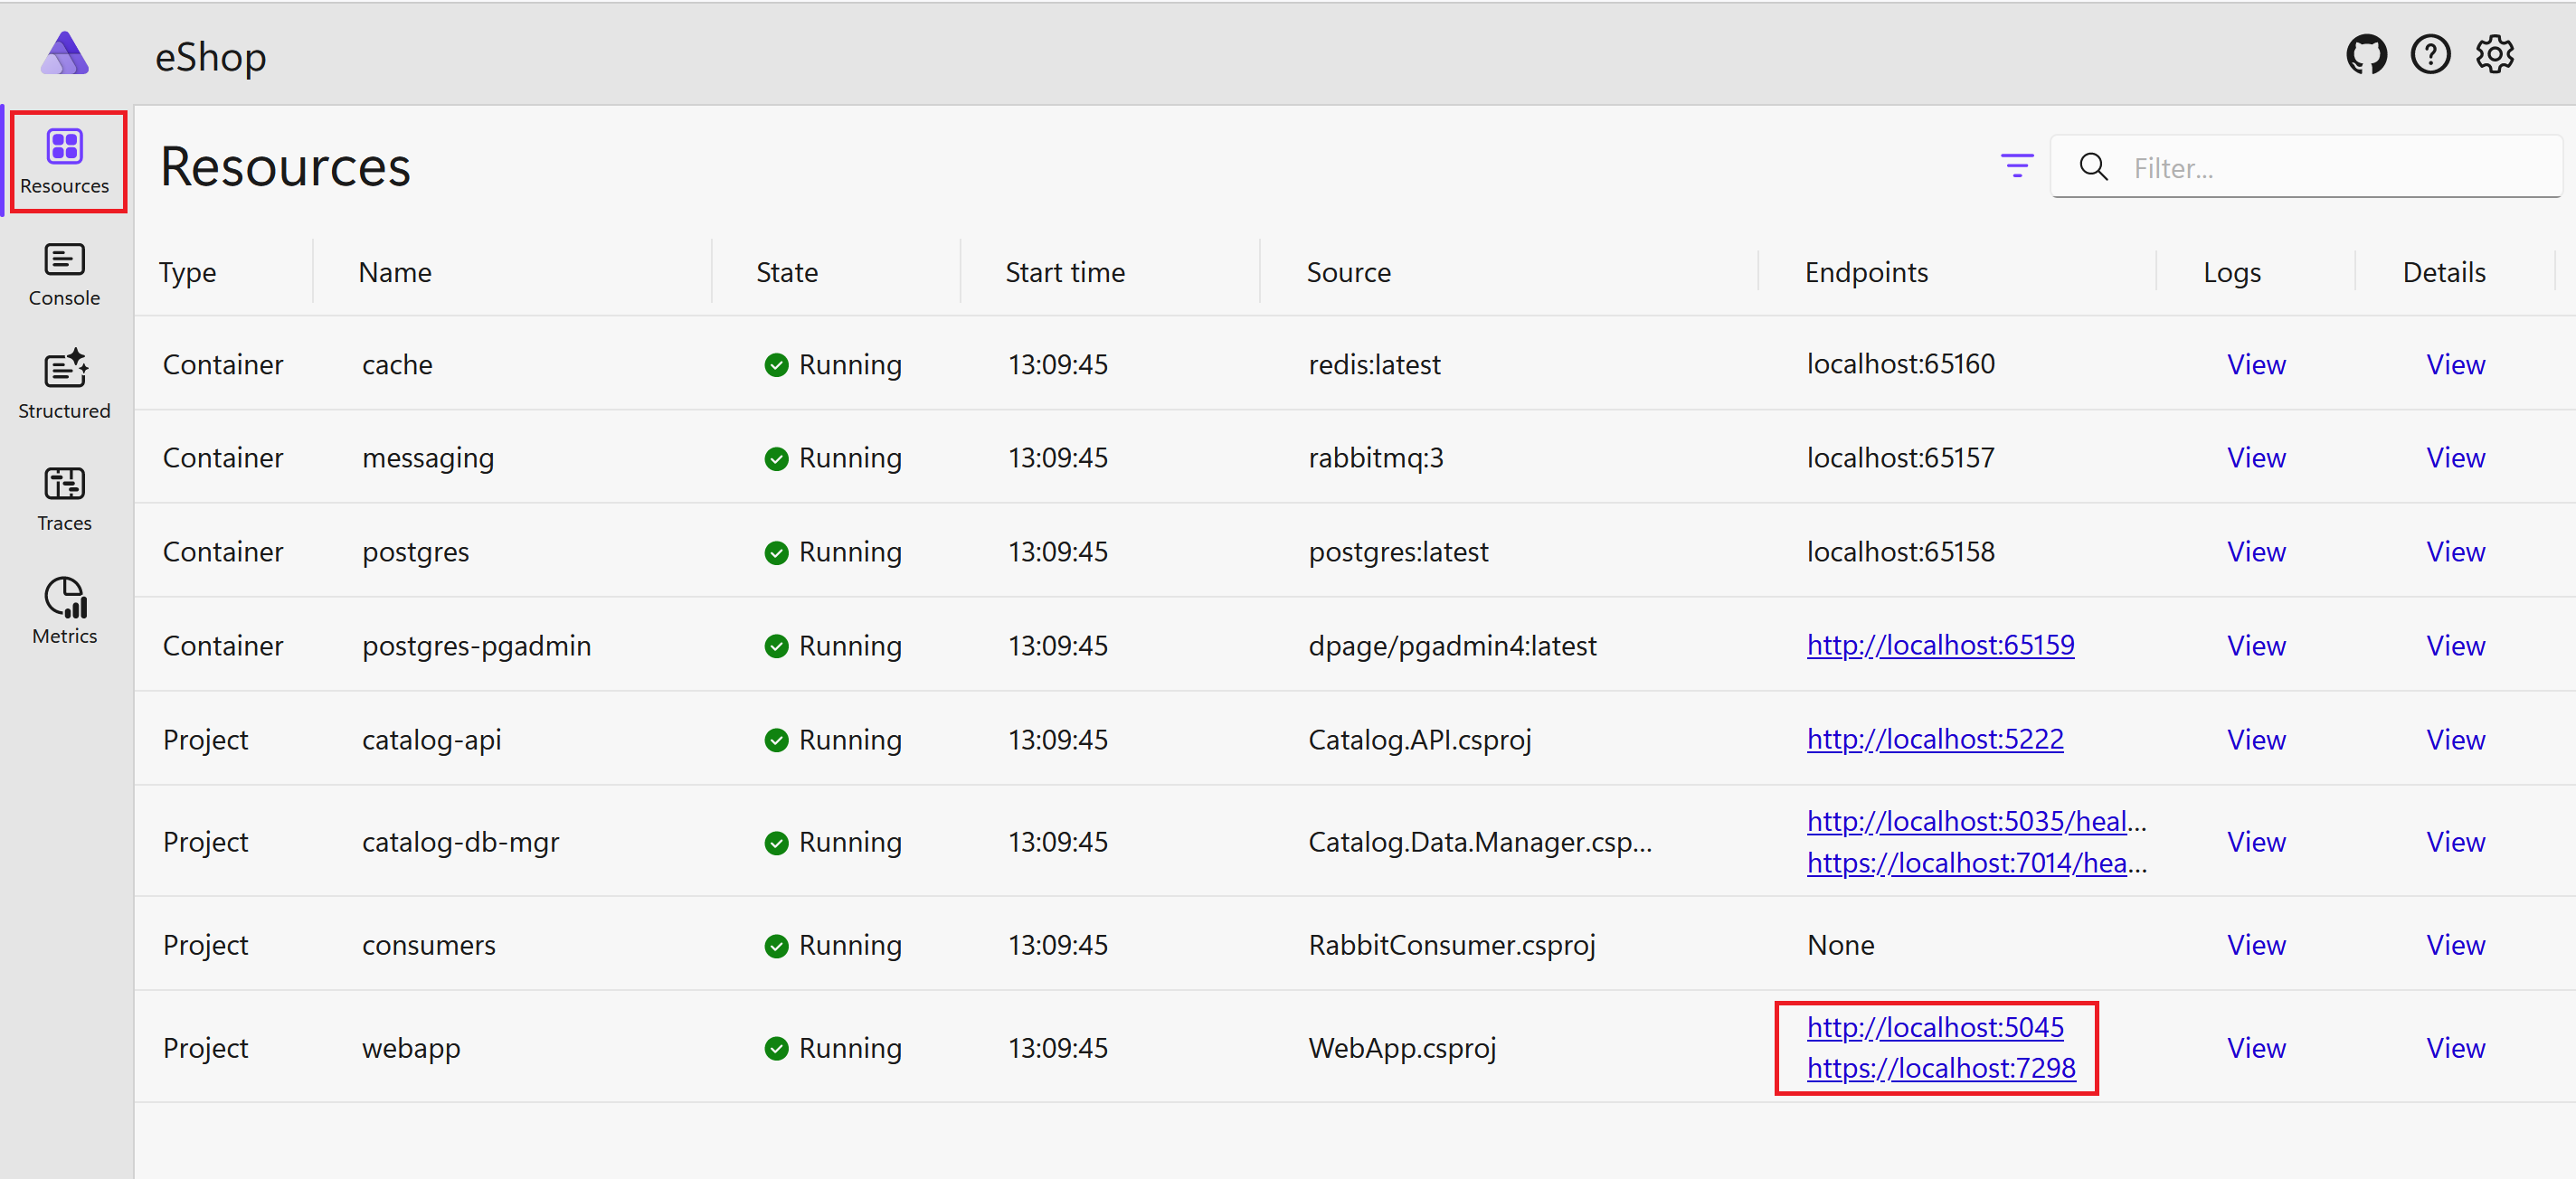 eShop
Resources
Console
Structured
Traces
Metrics
Resources
Filter...
Type Name State Start time Source Endpoints Logs Details
Container cache Running 13:09:45 redis:latest localhost:65160 View View
Container messaging Running 13:09:45 rabbitmq:3 localhost:65157 View View
Container postgres Running 13:09:45 postgres:latest localhost:65158 View View
Container postgres-pgadmin Running 13:09:45 dpage/pgadmin4:latest http://localhost:65159 View View
Project catalog-api Running 13:09:45 Catalog.API.csproj http://localhost:5222 View View
Project catalog-db-mgr Running 13:09:45 Catalog.Data.Manager.csp... http://localhost:5035/heal... View View
https://localhost:7014/hea...
Project consumers Running 13:09:45 RabbitConsumer.csproj None View View
Project webapp Running 13:09:45 WebApp.csproj http://localhost:5045 View View
https://localhost:7298